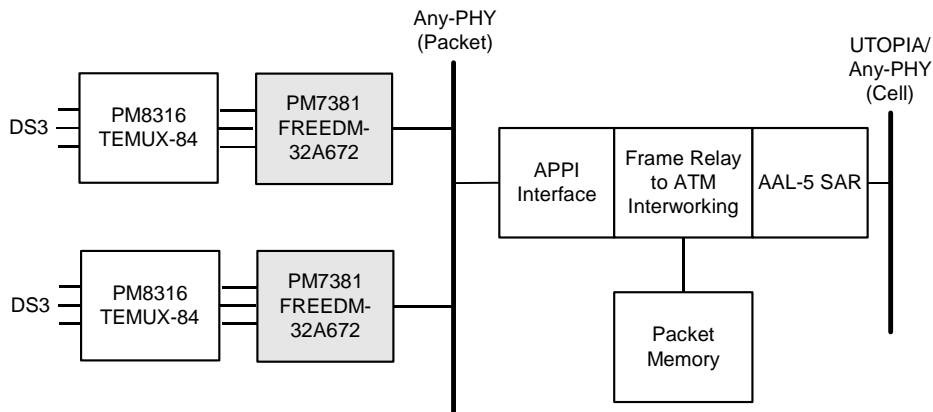 Any-PHY
(Packet)
UTOPIA/
Any-PHY
(Cell)
DS3
PM8316
TEMUX-84
PM7381
FREEDM-
32A672
APPI
Interface
Frame Relay
to ATM
Interworking
AAL-5 SAR
DS3
PM8316
TEMUX-84
PM7381
FREEDM-
32A672
Packet
Memory